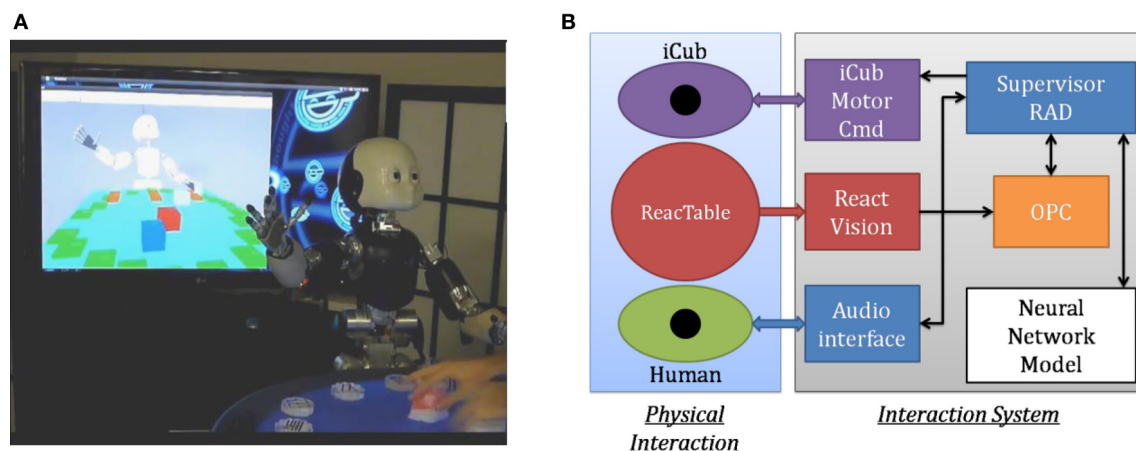 A
B
iCub
iCub
Motor
Cmd
Supervisor
RAD
ReacTable
React
Vision
OPC
Audio
interface
Neural
Network
Model
Human
Physical
Interaction
Interaction System